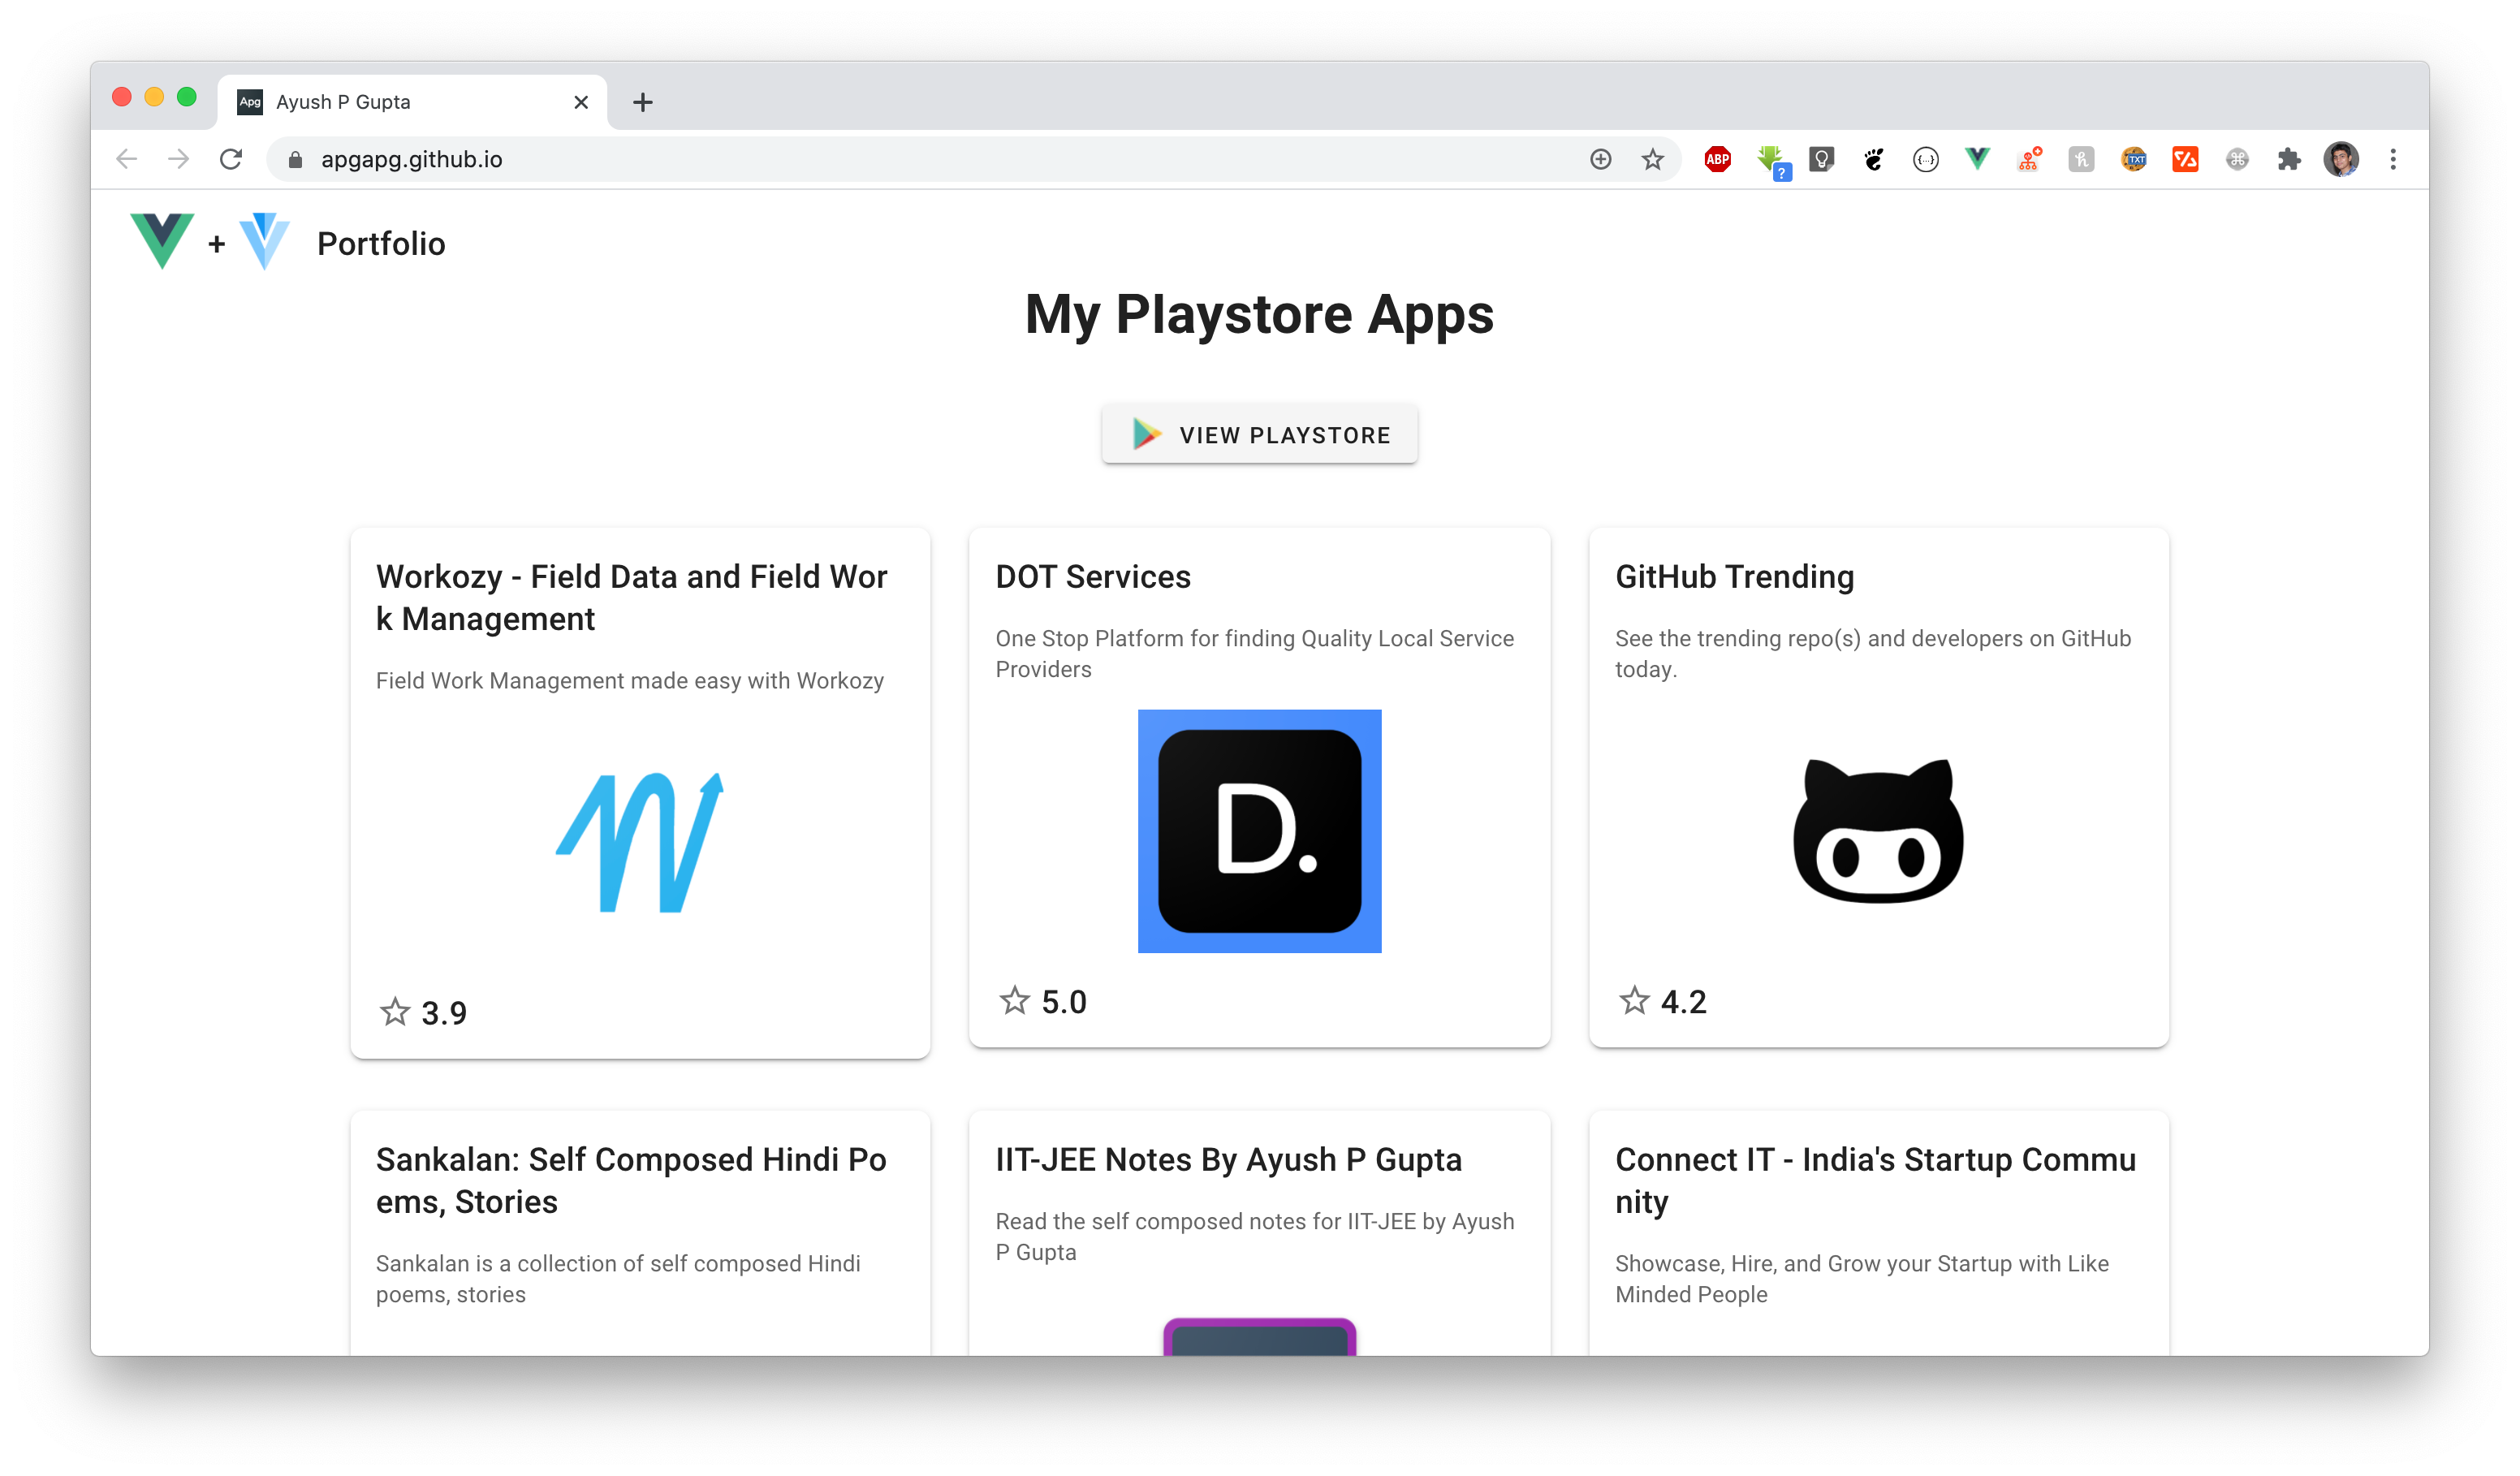 Apg Ayush P Gupta
apgapg.github.io
ABP
?
{...}
TXT
+ Portfolio
My Playstore Apps
VIEW PLAYSTORE
Workozy - Field Data and Field Wor
k Management
Field Work Management made easy with Workozy
3.9
DOT Services
One Stop Platform for finding Quality Local Service
Providers
D.
5.0
GitHub Trending
See the trending repo(s) and developers on GitHub
today.
4.2
Sankalan: Self Composed Hindi Po
ems, Stories
Sankalan is a collection of self composed Hindi
poems, stories
IIT-JEE Notes By Ayush P Gupta
Read the self composed notes for IIT-JEE by Ayush
P Gupta
Connect IT - India's Startup Commu
nity
Showcase, Hire, and Grow your Startup with Like
Minded People